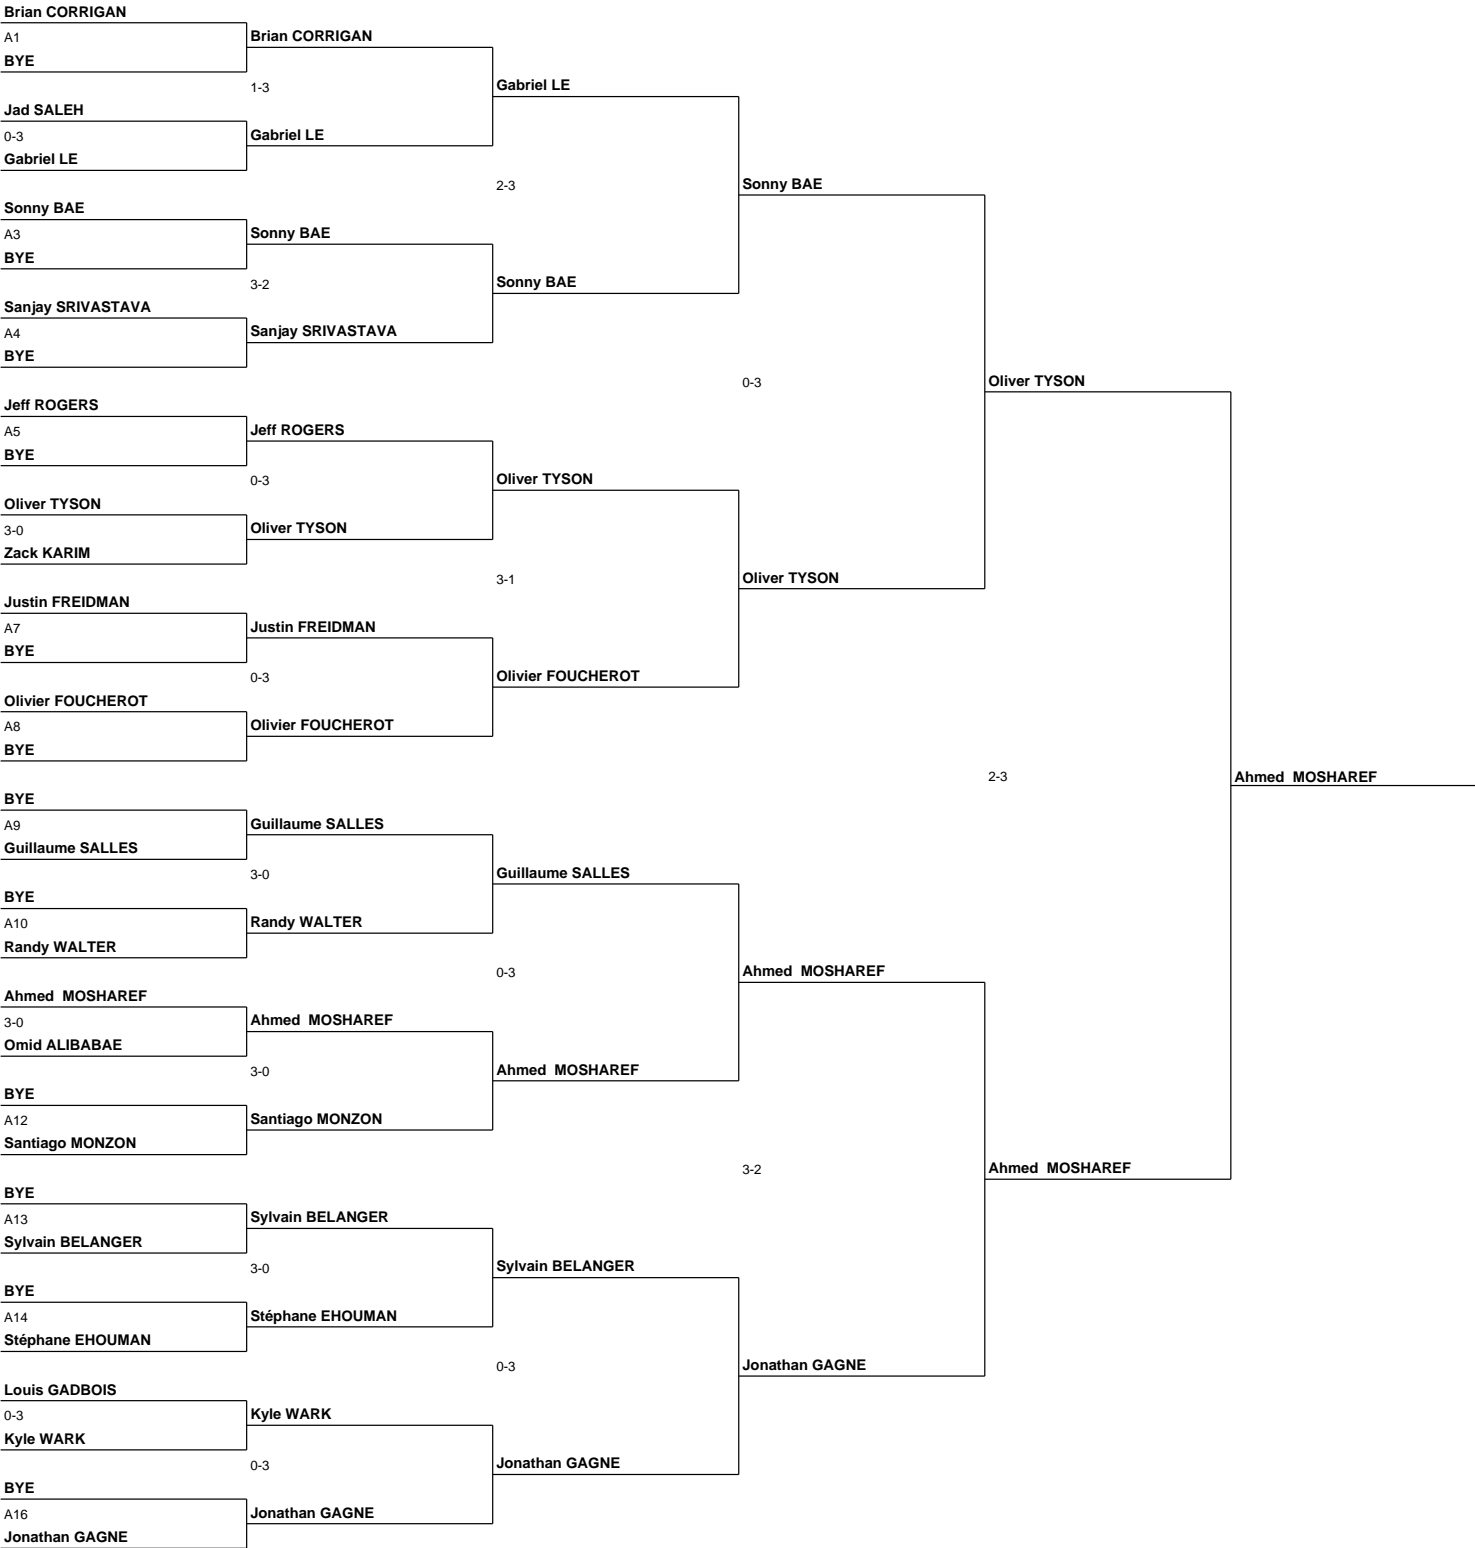 Brian CORRIGAN
A1
BYE
Jad SALEH
0-3
Gabriel LE
Sonny BAE
A3
BYE
Sanjay SRIVASTAVA
A4
BYE
Jeff ROGERS
A5
BYE
Oliver TYSON
3-0
Zack KARIM
Justin FREIDMAN
A7
BYE
Olivier FOUCHEROT
A8
BYE
BYE
A9
Guillaume SALLES
BYE
A10
Randy WALTER
Ahmed  MOSHAREF
3-0
Omid ALIBABAE
BYE
A12
Santiago MONZON
BYE
A13
Sylvain BELANGER
BYE
A14
Stéphane EHOUMAN
Louis GADBOIS
0-3
Kyle WARK
BYE
A16
Jonathan GAGNE
Brian CORRIGAN
1-3
Gabriel LE
Sonny BAE
3-2
Sanjay SRIVASTAVA
Jeff ROGERS
0-3
Oliver TYSON
Justin FREIDMAN
0-3
Olivier FOUCHEROT
Guillaume SALLES
3-0
Randy WALTER
Ahmed  MOSHAREF
3-0
Santiago MONZON
Sylvain BELANGER
3-0
Stéphane EHOUMAN
Kyle WARK
0-3
Jonathan GAGNE
Gabriel LE
2-3
Sonny BAE
Oliver TYSON
3-1
Olivier FOUCHEROT
Guillaume SALLES
0-3
Ahmed  MOSHAREF
Sylvain BELANGER
0-3
Jonathan GAGNE
Sonny BAE
0-3
Oliver TYSON
Ahmed  MOSHAREF
3-2
Jonathan GAGNE
Oliver TYSON
2-3
Ahmed  MOSHAREF
Ahmed  MOSHAREF